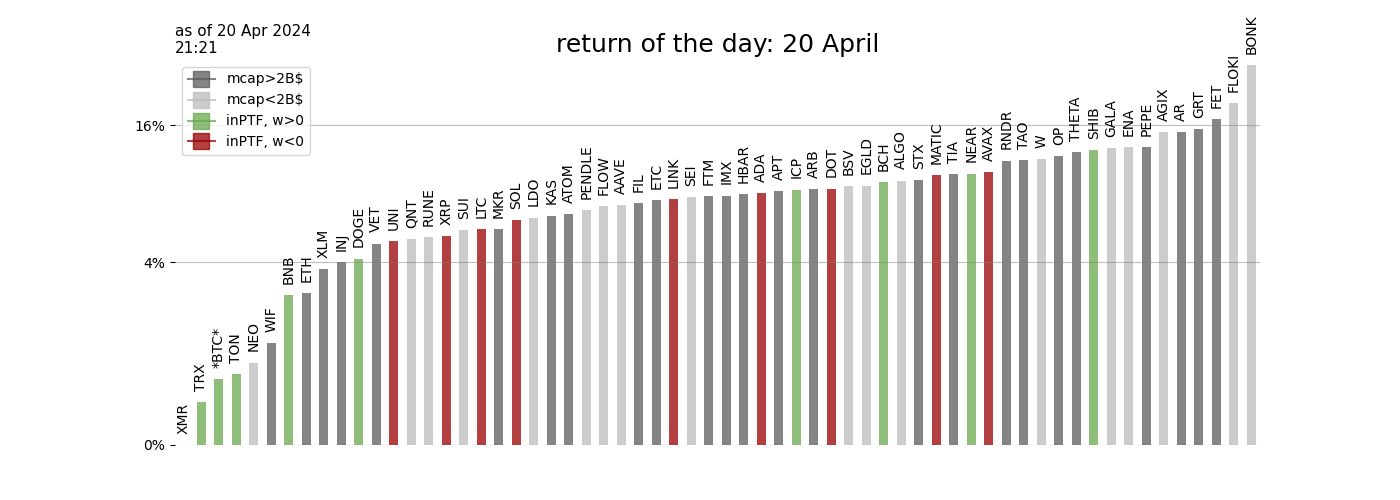 as of 20 Apr 2024
21:21
return of the day: 20 April
mcap>2B$
mcap<2B$
inPTF, w>0
inPTF, w<0
16%
4%
0%
XMR
TRX
*BTC*
TON
NEO
WIF
BNB
ETH
XLM
INJ
DOGE
VET
UNI
QNT
RUNE
XRP
SUI
LTC
MKR
SOL
LDO
KAS
ATOM
PENDLE
FLOW
AAVE
FIL
ETC
LINK
SEI
FTM
IMX
HBAR
ADA
APT
ICP
ARB
DOT
BSV
EGLD
BCH
ALGO
STX
MATIC
TIA
NEAR
AVAX
RNDR
TAO
W
OP
THETA
SHIB
GALA
ENA
PEPE
AGIX
AR
GRT
FET
FLOKI
BONK